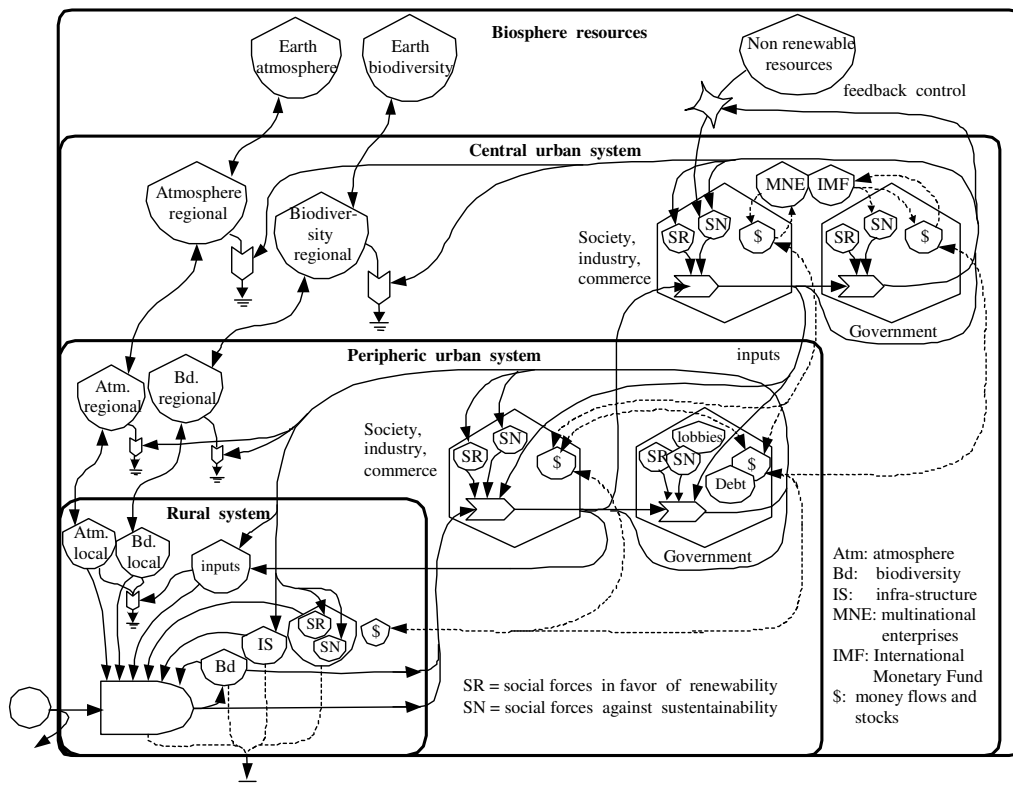 Biosphere resources
Earth
atmosphere
Earth
biodiversity
Non renewable
resources
feedback control
Central urban system
Atmosphere
regional
Biodiver-
sity
regional
Society,
industry,
commerce
SR
SN
$
MNE
IMF
SR
SN
$
Government
Peripheric urban system
inputs
Atm.
regional
Bd.
regional
Society,
industry,
commerce
SR
SN
$
lobbies
SR
SN
$
Debt
Government
Rural system
Atm.
local
Bd.
local
inputs
SR
SN
$
IS
Bd
SR = social forces in favor of renewability
SN = social forces against sustentability
Atm: atmosphere
Bd: biodiversity
IS: infra-structure
MNE: multinational
enterprises
IMF: International
Monetary Fund
$: money flows and
stocks